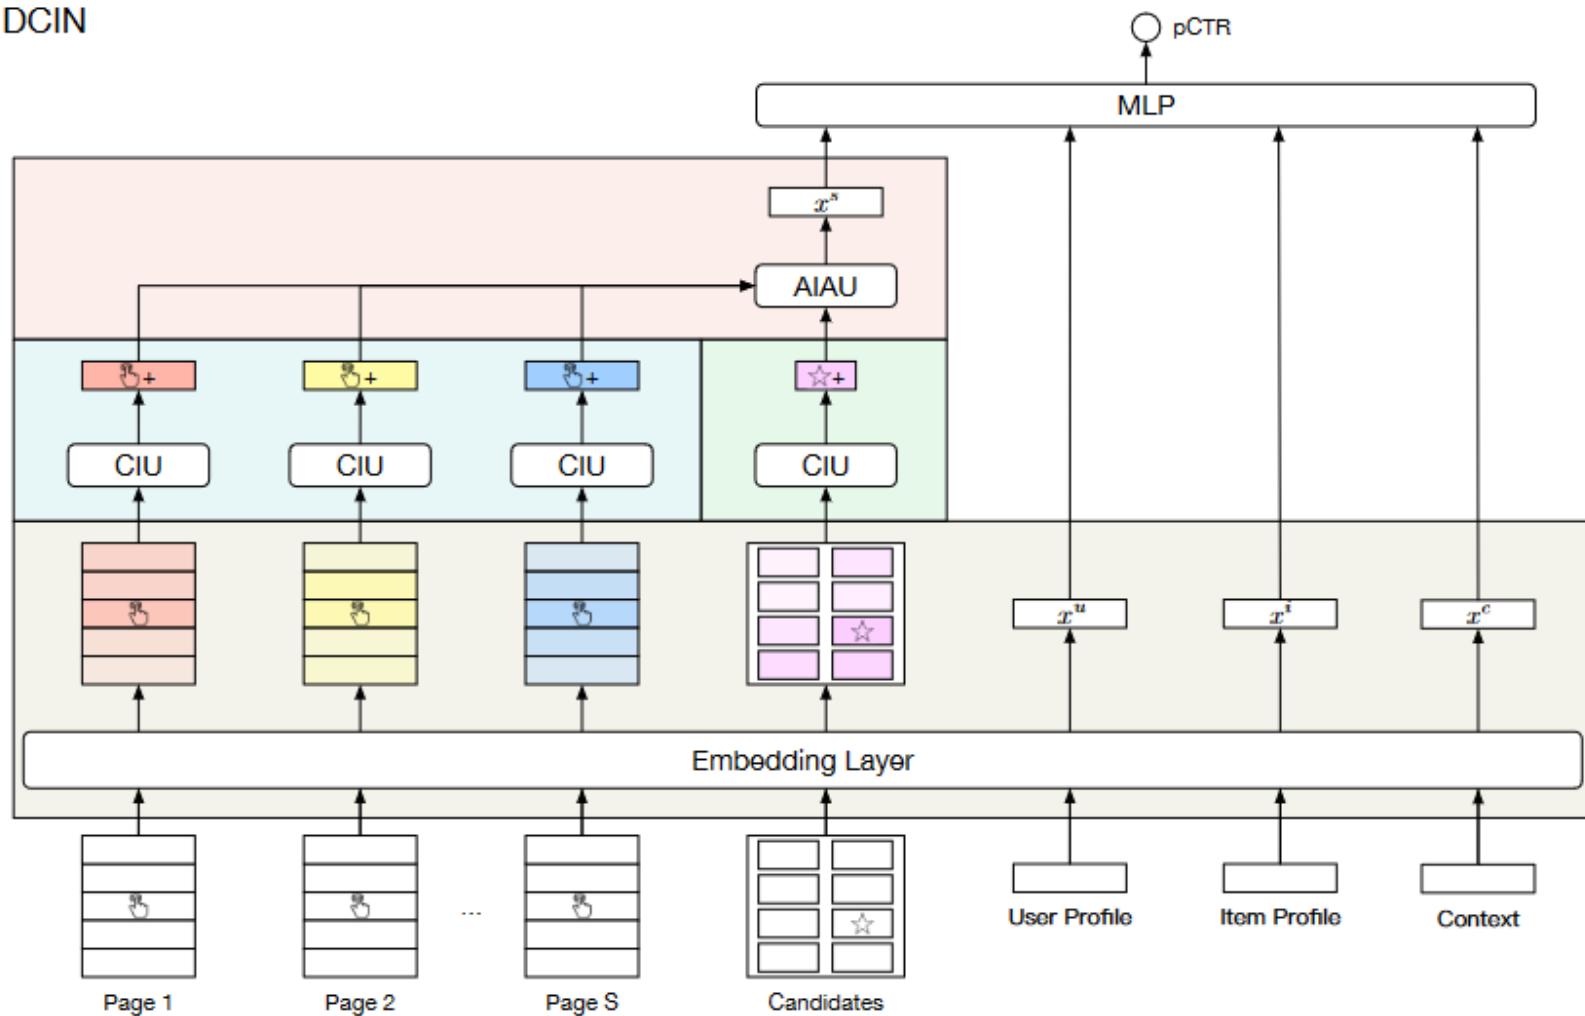 DCIN
pCTR
MLP
x^s
AIAU
+ + + +
CIU CIU CIU CIU
x^u x^i x^c
Embedding Layer
...
User Profile Item Profile Context
Page 1 Page 2 Page S Candidates